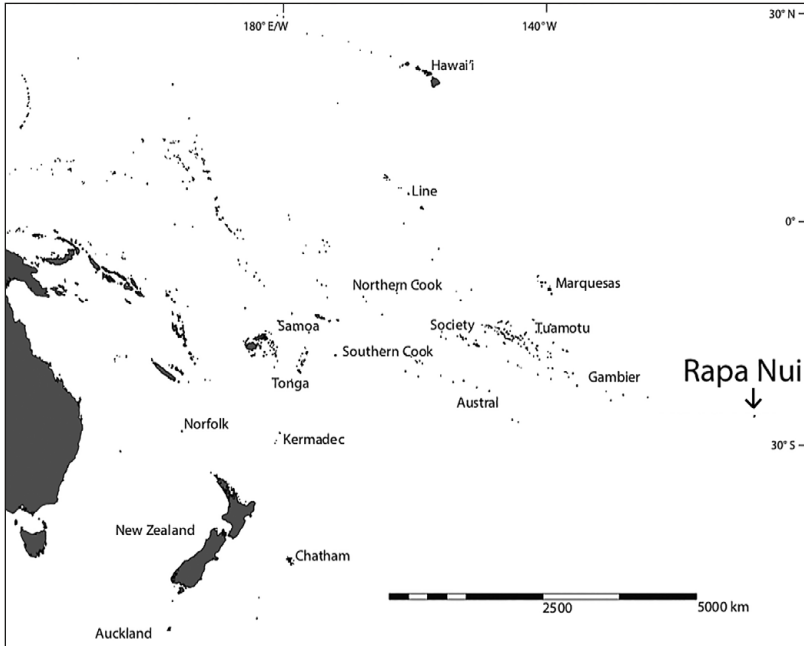 180° E/W
140°W
30° N
Hawai'i
Line
0°
Northern Cook
Marquesas
Samoa
Society
Tuamotu
Southern Cook
Tonga
Gambier
Rapa Nui
Austral
Norfolk
Kermadec
30° S
New Zealand
Chatham
2500
5000 km
Auckland